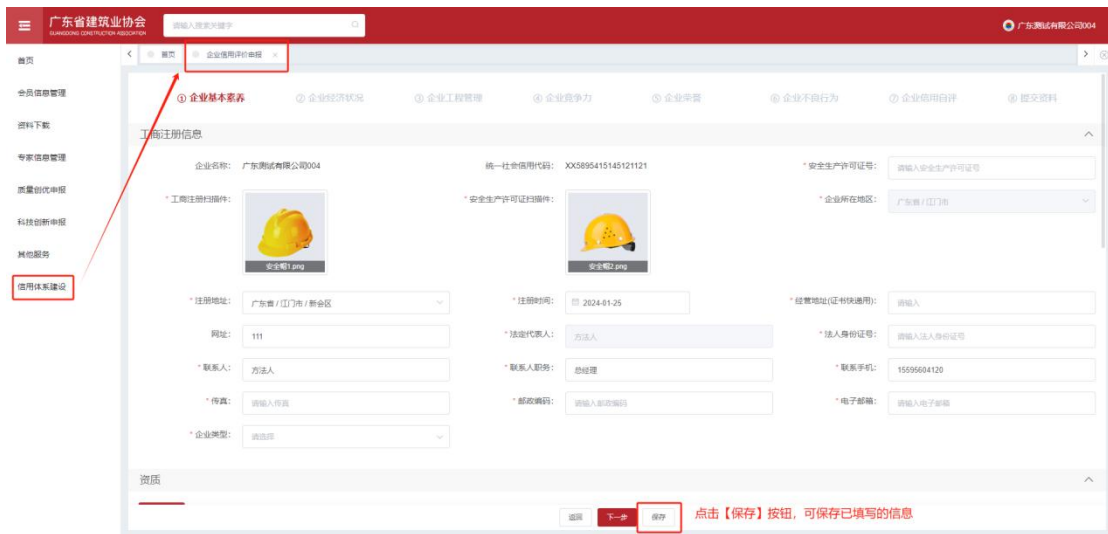 广东省建筑业协会
GUANGDONG CONSTRUCTION ASSOCIATION
请输入搜索关键字
广东测试有限公司004
首页
企业信用评价申报 ×
首页
会员信息管理
资料下载
专家信息管理
质量创优申报
科技创新申报
其他服务
信用体系建设
① 企业基本素养 ② 企业经济状况 ③ 企业工程管理 ④ 企业竞争力 ⑤ 企业荣誉 ⑥ 企业不良行为 ⑦ 企业信用自评 ⑧ 提交资料
工商注册信息
企业名称： 广东测试有限公司004 统一社会信用代码： XX5895415145121121 * 安全生产许可证号： 请输入安全生产许可证号
* 工商注册扫描件： * 安全生产许可证扫描件： * 企业所在地区： 广东省 / 江门市
安全帽1.png 安全帽2.png
* 注册地址： 广东省 / 江门市 / 新会区 * 注册时间： 2024-01-25 * 经营地址(证书快递用)： 请输入
网址： 111 * 法定代表人： 方法人 * 法人身份证号： 请输入法人身份证号
* 联系人： 方法人 * 联系人职务： 总经理 * 联系手机： 15595604120
* 传真： 请输入传真 * 邮政编码： 请输入邮政编码 * 电子邮箱： 请输入电子邮箱
* 企业类型： 请选择
资质
返回 下一步 保存 点击【保存】按钮，可保存已填写的信息